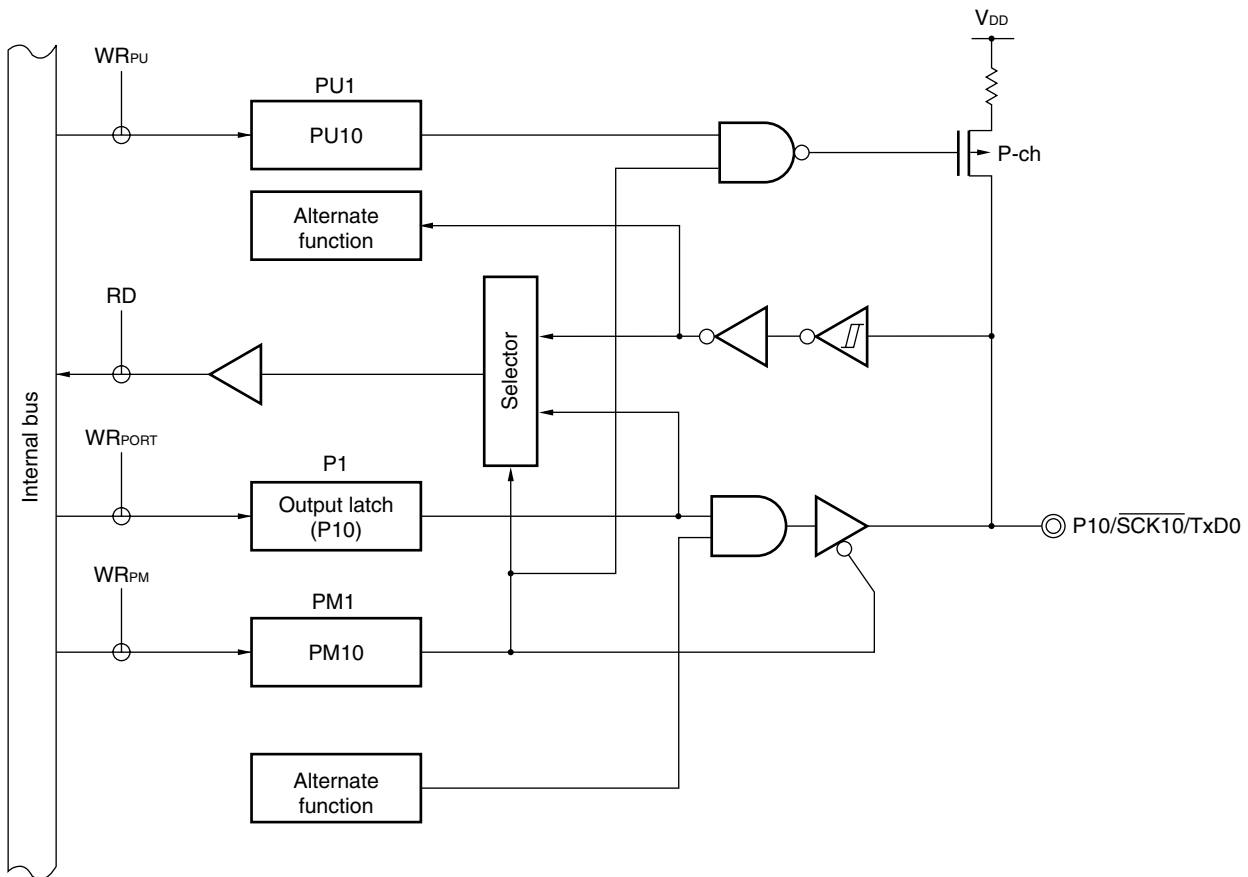 VDD
WRPU
PU1
PU10
P-ch
Alternate
function
RD
Selector
Internal bus
WRPORT
P1
Output latch
(P10)
P10/SCK10/TxD0
WRPM
PM1
PM10
Alternate
function